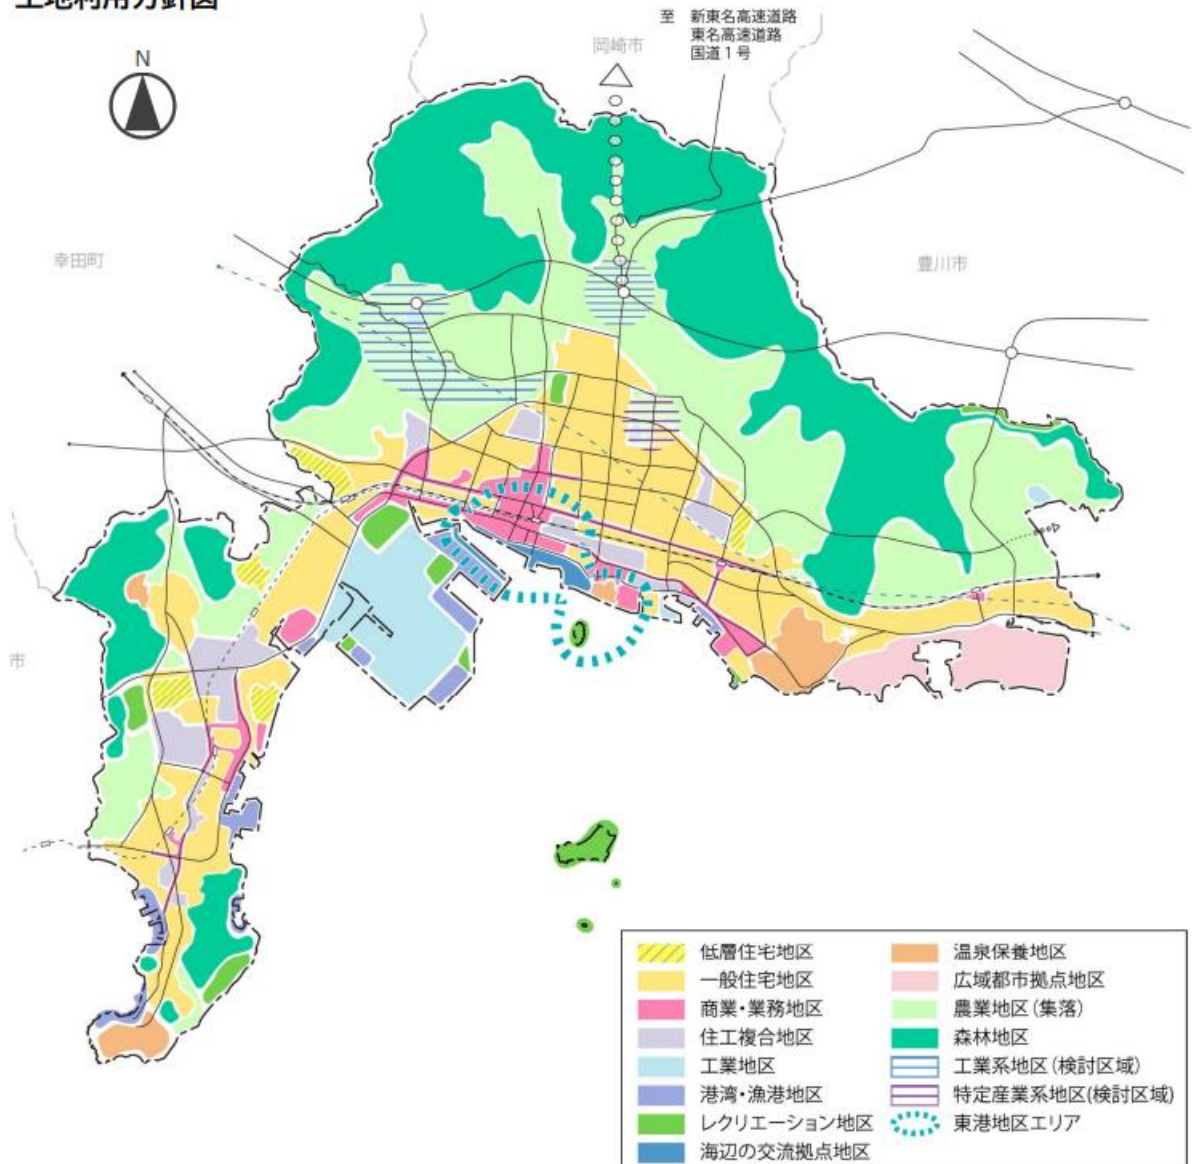 土地利用方針図
至 新東名高速道路
東名高速道路
国道1号
岡崎市
N
幸田町
豊川市
市
低層住宅地区
一般住宅地区
商業・業務地区
住工複合地区
工業地区
港湾・漁港地区
レクリエーション地区
海辺の交流拠点地区
温泉保養地区
広域都市拠点地区
農業地区(集落)
森林地区
工業系地区(検討区域)
特定産業系地区(検討区域)
東港地区エリア